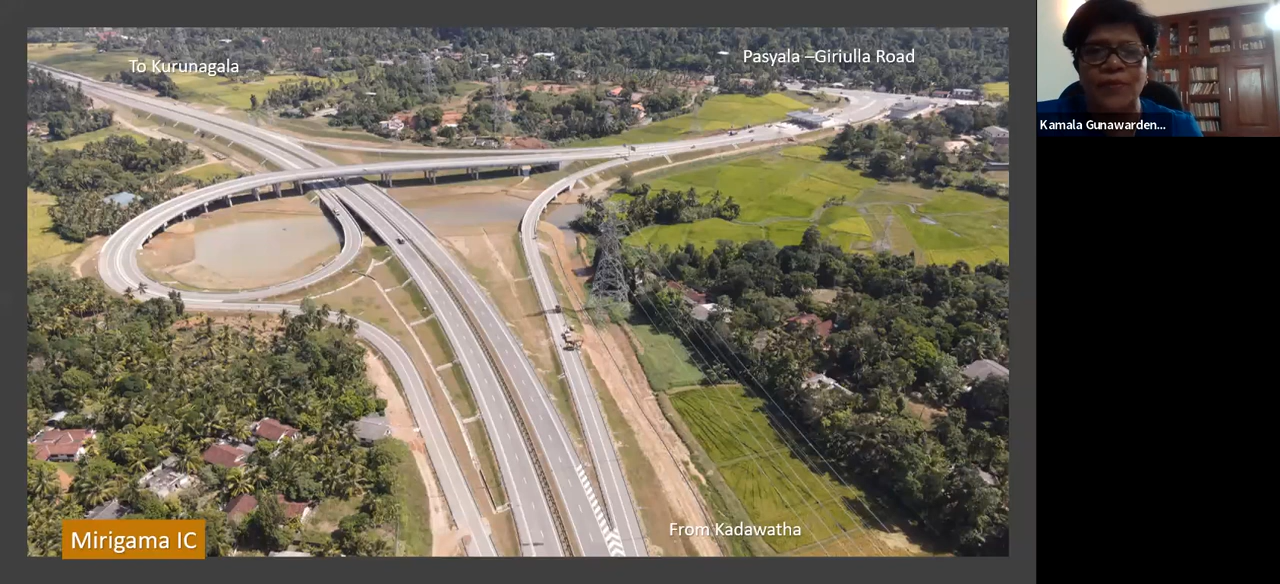 To Kurunagala
Pasyala –Giriulla Road
Kamala Gunawarden...
From Kadawatha
Mirigama IC